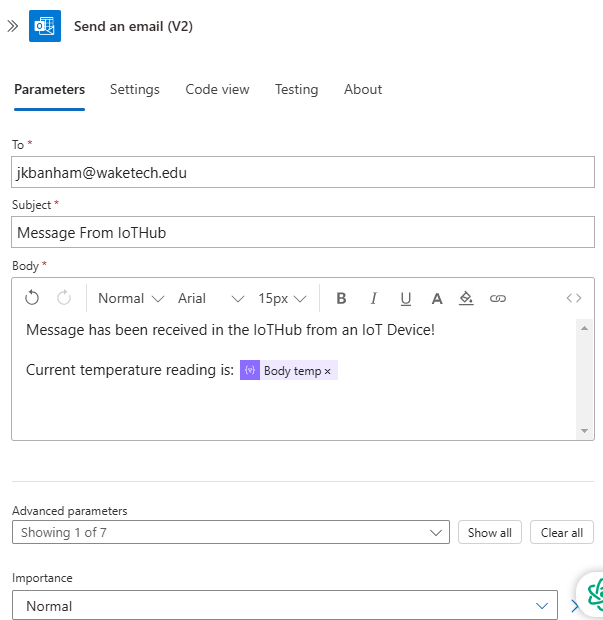 Send an email (V2)
Parameters Settings Code view Testing About
To *
jkbanham@waketech.edu
Subject *
Message From IoTHub
Body *
Normal Arial 15px B I U A
Message has been received in the IoTHub from an IoT Device!
Current temperature reading is: {v} Body temp ×
Advanced parameters
Showing 1 of 7 Show all Clear all
Importance
Normal